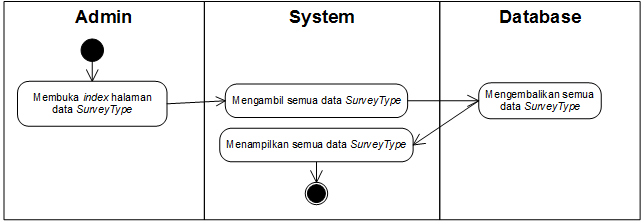 Admin
System
Database
Membuka index halaman
data SurveyType
Mengambil semua data SurveyType
Mengembalikan semua
data SurveyType
Menampilkan semua data SurveyType